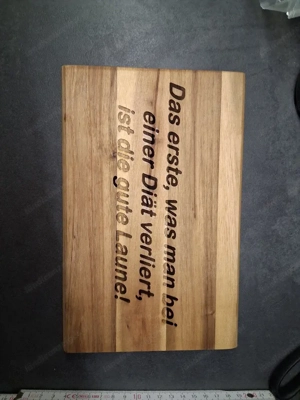 Das erste, was man bei
einer Diät verliert,
ist die gute Laune!